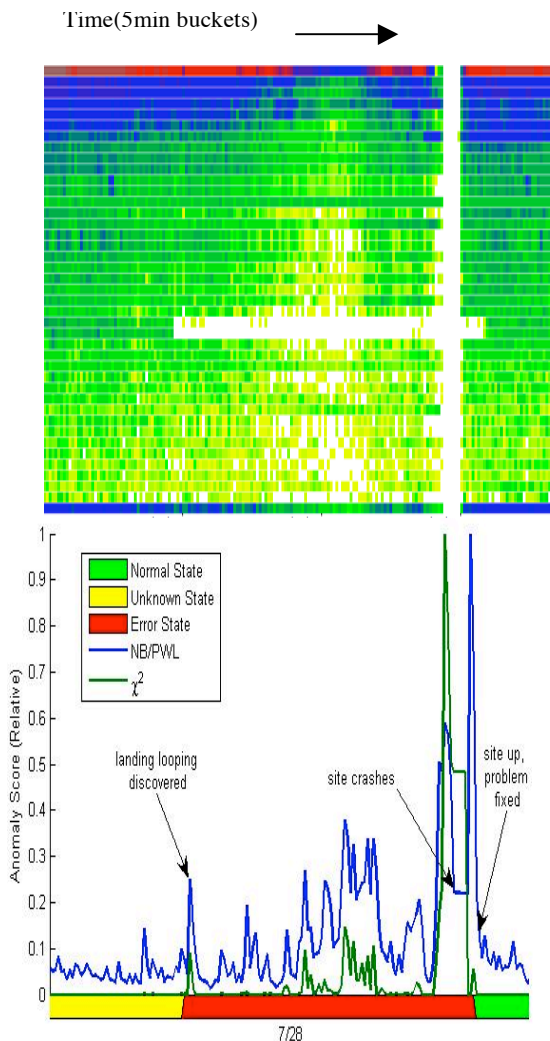 Time(5min buckets)
1
0.9
0.8
0.7
0.6
0.5
0.4
0.3
0.2
0.1
0
Anomaly Score (Relative)
Normal State
Unknown State
Error State
NB/PWL
χ²
landing looping
discovered
site crashes
site up,
problem
fixed
7/28